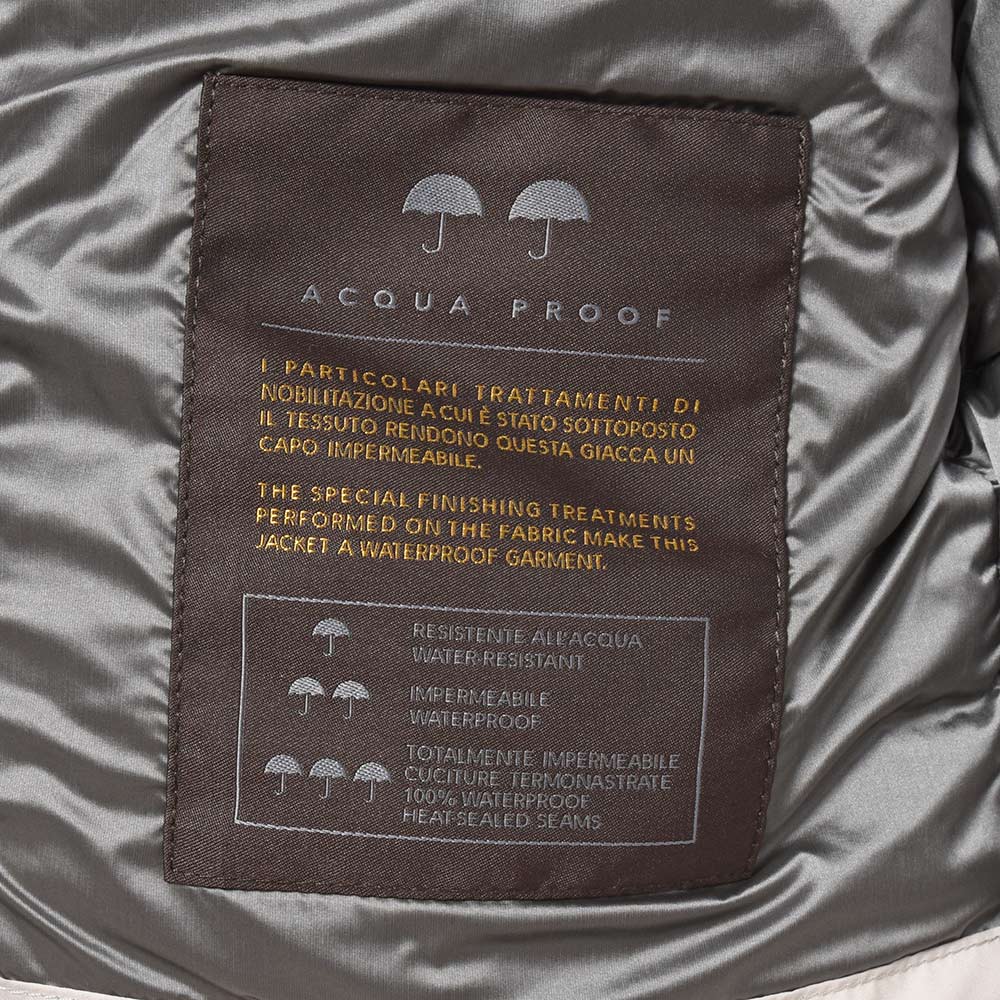 ACQUA PROOF
I PARTICOLARI TRATTAMENTI DI
NOBILITAZIONE A CUI È STATO SOTTOPOSTO
IL TESSUTO RENDONO QUESTA GIACCA UN
CAPO IMPERMEABILE.
THE SPECIAL FINISHING TREATMENTS
PERFORMED ON THE FABRIC MAKE THIS
JACKET A WATERPROOF GARMENT.
RESISTENTE ALL'ACQUA
WATER-RESISTANT
IMPERMEABILE
WATERPROOF
TOTALMENTE IMPERMEABILE
CUCITURE TERMONASTRATE
100% WATERPROOF
HEAT-SEALED SEAMS